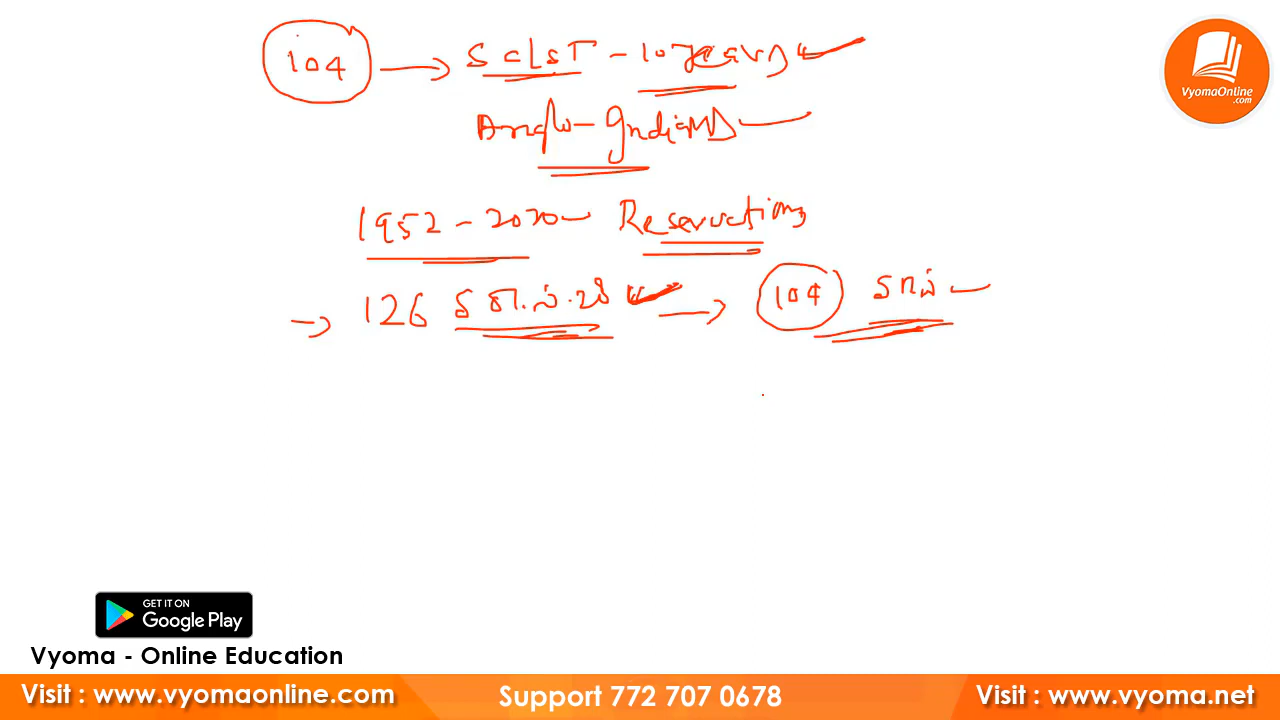 104 → SC/ST - 10 years
Anglo-Indians
1952 - 2020 Reservations
→ 126 → 104
VyomaOnline
.com
GET IT ON
Google Play
Vyoma - Online Education
Visit : www.vyomaonline.com
Support 772 707 0678
Visit : www.vyoma.net